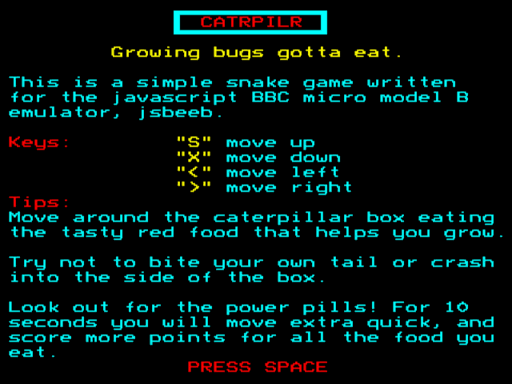 CATRPILR
Growing bugs gotta eat.
This is a simple snake game written
for the javascript BBC micro model B
emulator, jsbeeb.
Keys: "S" move up
"X" move down
"<" move left
">" move right
Tips:
Move around the caterpillar box eating
the tasty red food that helps you grow.
Try not to bite your own tail or crash
into the side of the box.
Look out for the power pills! For 10
seconds you will move extra quick, and
score more points for all the food you
eat.
PRESS SPACE